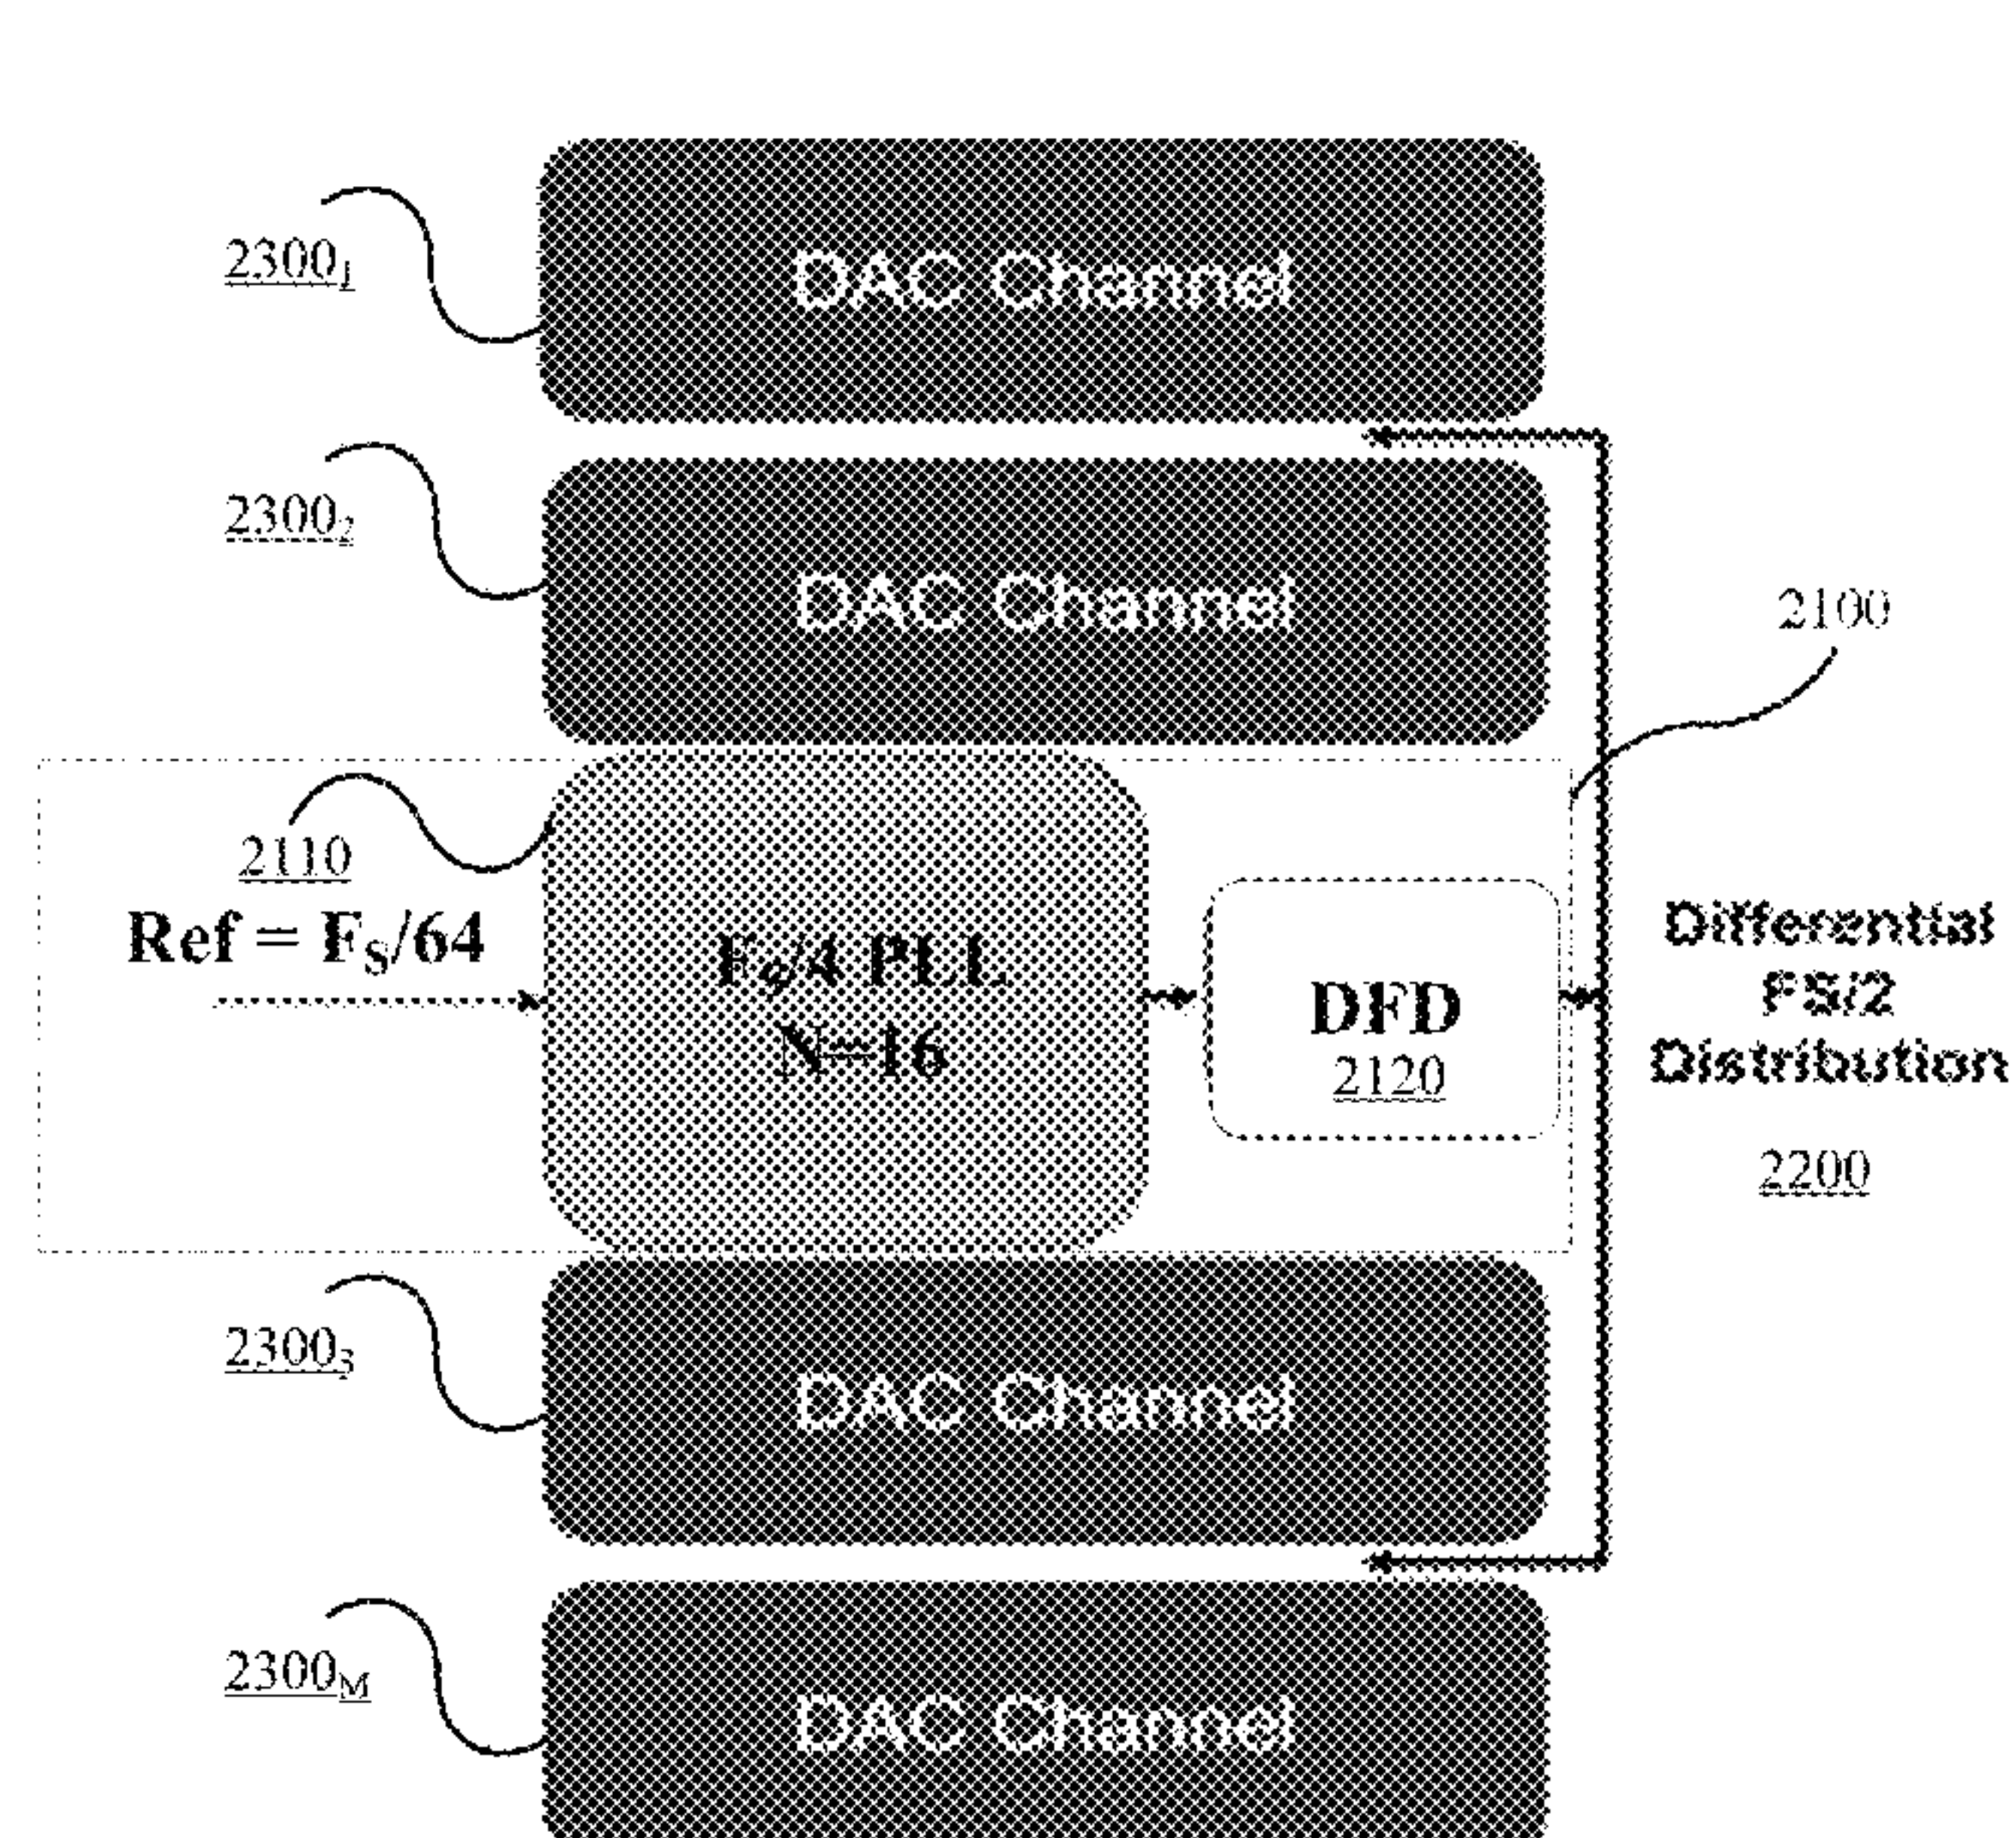 DAC Channel
2300₁
2300₂
DAC Channel
2100
2110
Ref = F_S/64
F_S/4 PLL
N=16
DFD
2120
Differential
FS/2
Distribution
2200
2300₃
DAC Channel
2300_M
DAC Channel